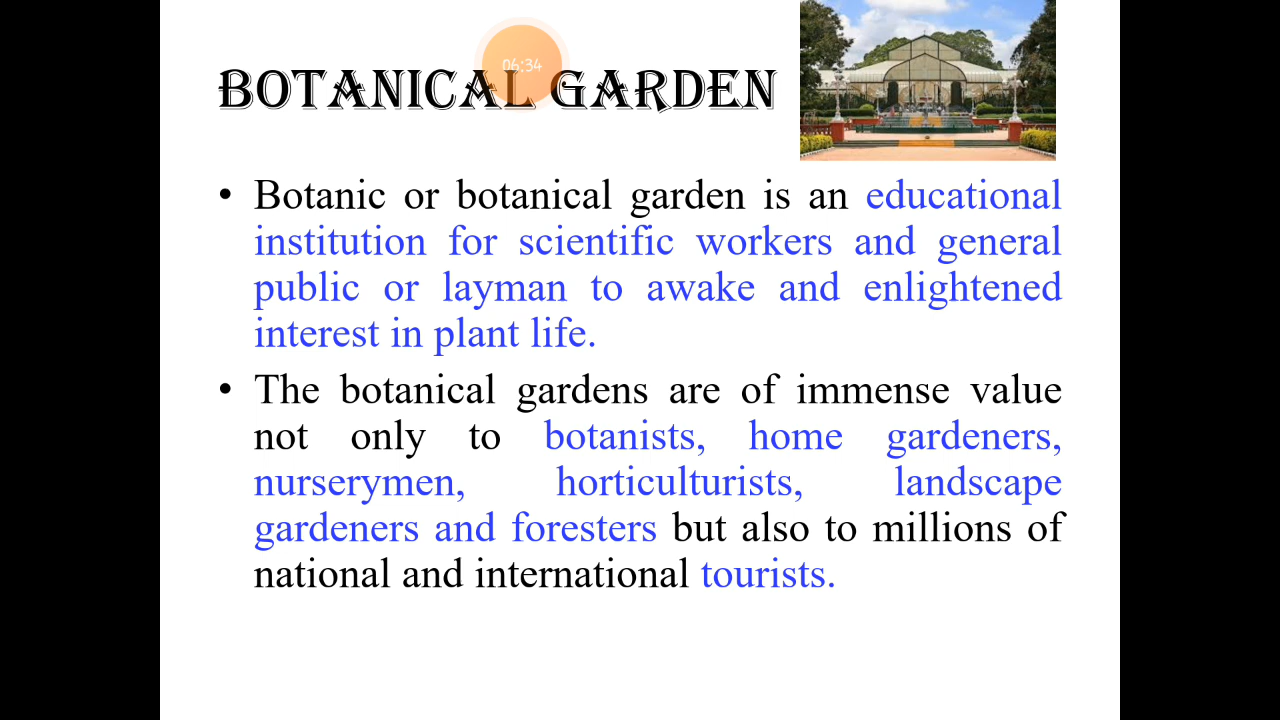 06:34
BOTANICAL GARDEN
• Botanic or botanical garden is an educational
institution for scientific workers and general
public or layman to awake and enlightened
interest in plant life.
• The botanical gardens are of immense value
not only to botanists, home gardeners,
nurserymen, horticulturists, landscape
gardeners and foresters but also to millions of
national and international tourists.